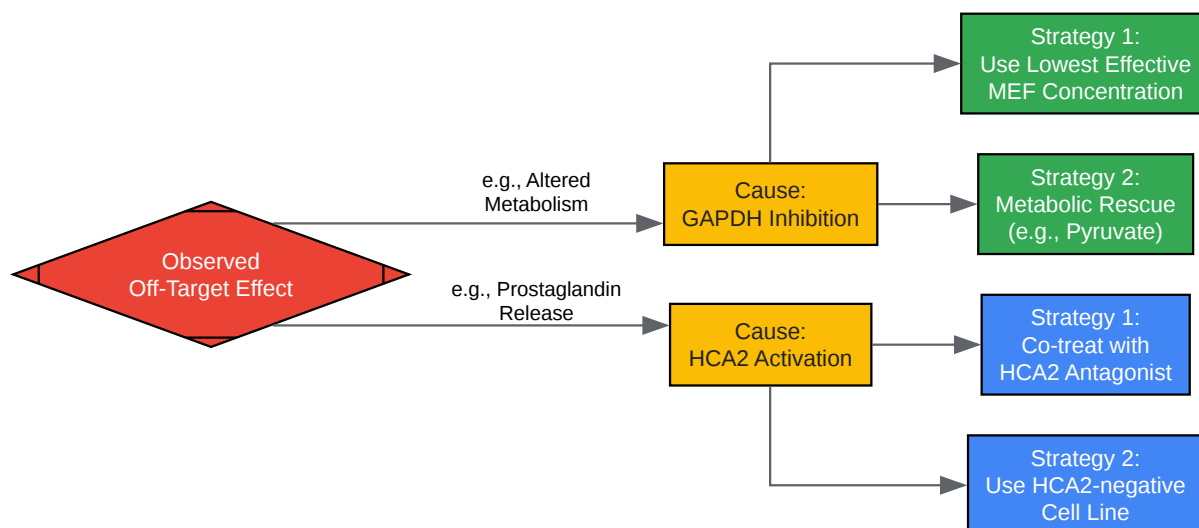 Strategy 1:
Use Lowest Effective
MEF Concentration
e.g., Altered
Metabolism
Cause:
GAPDH Inhibition
Strategy 2:
Metabolic Rescue
(e.g., Pyruvate)
Observed
Off-Target Effect
e.g., Prostaglandin
Release
Cause:
HCA2 Activation
Strategy 1:
Co-treat with
HCA2 Antagonist
Strategy 2:
Use HCA2-negative
Cell Line